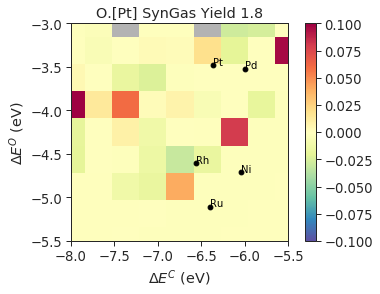 O.[Pt] SynGas Yield 1.8
−3.0
−3.5
−4.0
−4.5
−5.0
−5.5
ΔE^O (eV)
Pt
Pd
Rh
Ni
Ru
−8.0 −7.5 −7.0 −6.5 −6.0 −5.5
ΔE^C (eV)
0.100
0.075
0.050
0.025
0.000
−0.025
−0.050
−0.075
−0.100